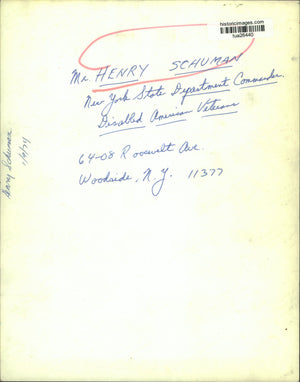 historicimages.com
Mr. HENRY SCHUMAN
New York State Department Commander
Disabled American Veterans
64-08 Roosevelt Ave.
Woodside, N.Y. 11377